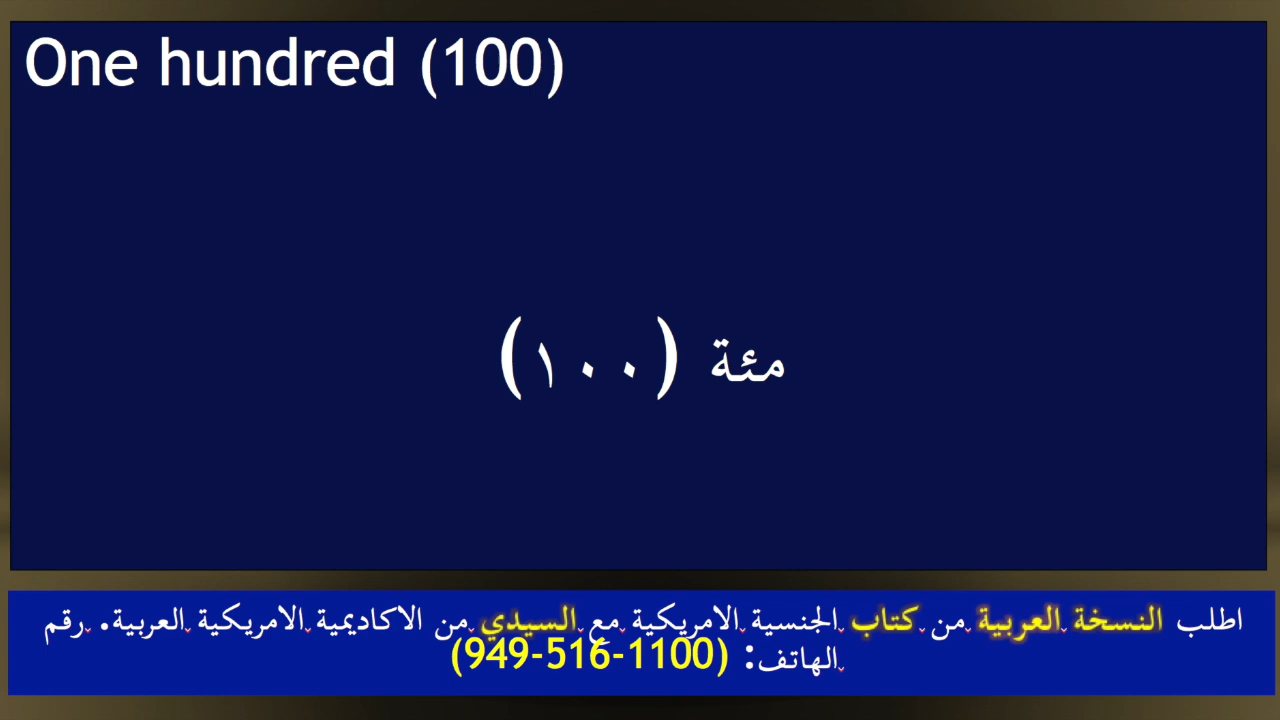 One hundred (100)
مئة (١٠٠)
اطلب النسخة العربية من كتاب الجنسية الامريكية مع السيدي من الاكاديمية الامريكية العربية. رقم
الهاتف: (949-516-1100)